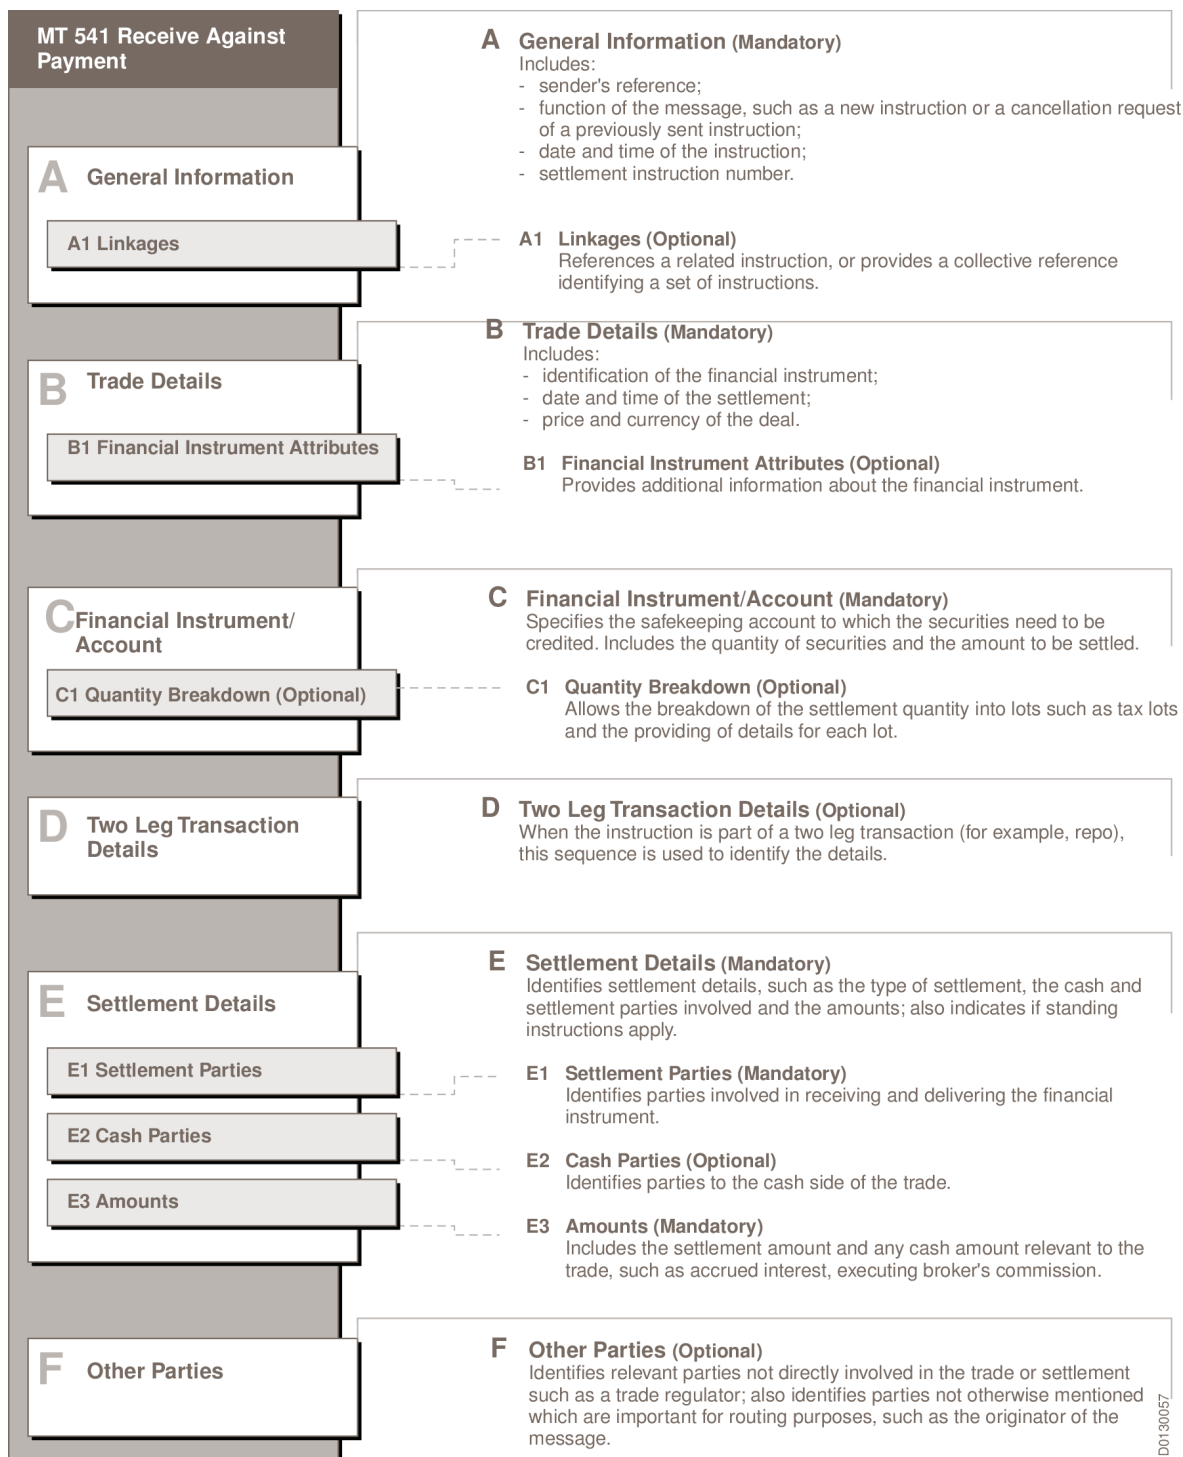 MT 541 Receive Against
Payment
A General Information
A1 Linkages
B Trade Details
B1 Financial Instrument Attributes
C Financial Instrument/
Account
C1 Quantity Breakdown (Optional)
D Two Leg Transaction
Details
E Settlement Details
E1 Settlement Parties
E2 Cash Parties
E3 Amounts
F Other Parties
A General Information (Mandatory)
Includes:
- sender's reference;
- function of the message, such as a new instruction or a cancellation request
of a previously sent instruction;
- date and time of the instruction;
- settlement instruction number.
A1 Linkages (Optional)
References a related instruction, or provides a collective reference
identifying a set of instructions.
B Trade Details (Mandatory)
Includes:
- identification of the financial instrument;
- date and time of the settlement;
- price and currency of the deal.
B1 Financial Instrument Attributes (Optional)
Provides additional information about the financial instrument.
C Financial Instrument/Account (Mandatory)
Specifies the safekeeping account to which the securities need to be
credited. Includes the quantity of securities and the amount to be settled.
C1 Quantity Breakdown (Optional)
Allows the breakdown of the settlement quantity into lots such as tax lots
and the providing of details for each lot.
D Two Leg Transaction Details (Optional)
When the instruction is part of a two leg transaction (for example, repo),
this sequence is used to identify the details.
E Settlement Details (Mandatory)
Identifies settlement details, such as the type of settlement, the cash and
settlement parties involved and the amounts; also indicates if standing
instructions apply.
E1 Settlement Parties (Mandatory)
Identifies parties involved in receiving and delivering the financial
instrument.
E2 Cash Parties (Optional)
Identifies parties to the cash side of the trade.
E3 Amounts (Mandatory)
Includes the settlement amount and any cash amount relevant to the
trade, such as accrued interest, executing broker's commission.
F Other Parties (Optional)
Identifies relevant parties not directly involved in the trade or settlement
such as a trade regulator; also identifies parties not otherwise mentioned
which are important for routing purposes, such as the originator of the
message.
D0130057